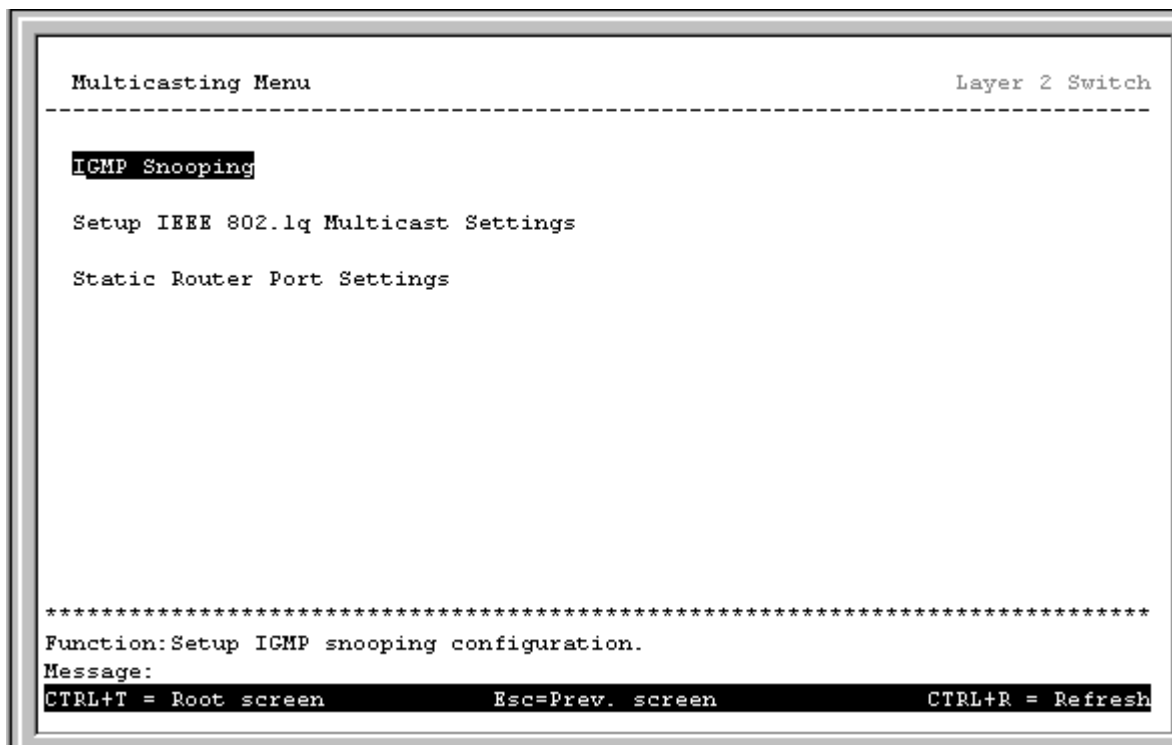 Multicasting Menu Layer 2 Switch
--------------------------------------------------------------------------------
IGMP Snooping
Setup IEEE 802.1q Multicast Settings
Static Router Port Settings
*******************************************************************************
Function:Setup IGMP snooping configuration.
Message:
CTRL+T = Root screen Esc=Prev. screen CTRL+R = Refresh